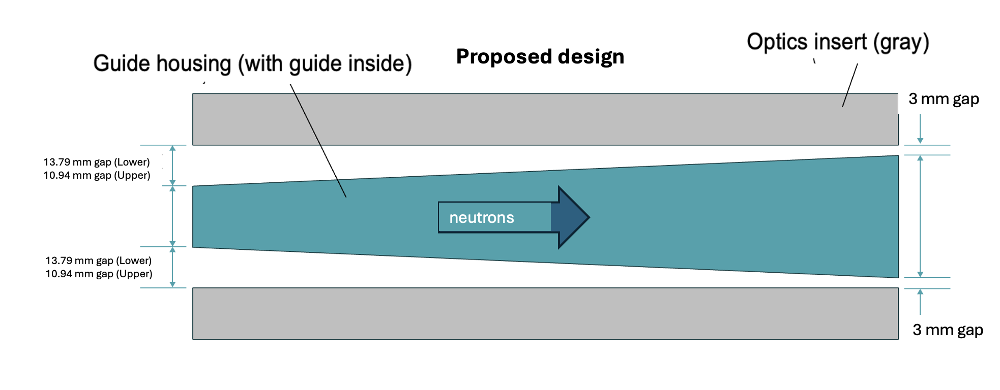 Optics insert (gray)
Proposed design
Guide housing (with guide inside)
3 mm gap
13.79 mm gap (Lower)
10.94 mm gap (Upper)
neutrons
13.79 mm gap (Lower)
10.94 mm gap (Upper)
3 mm gap